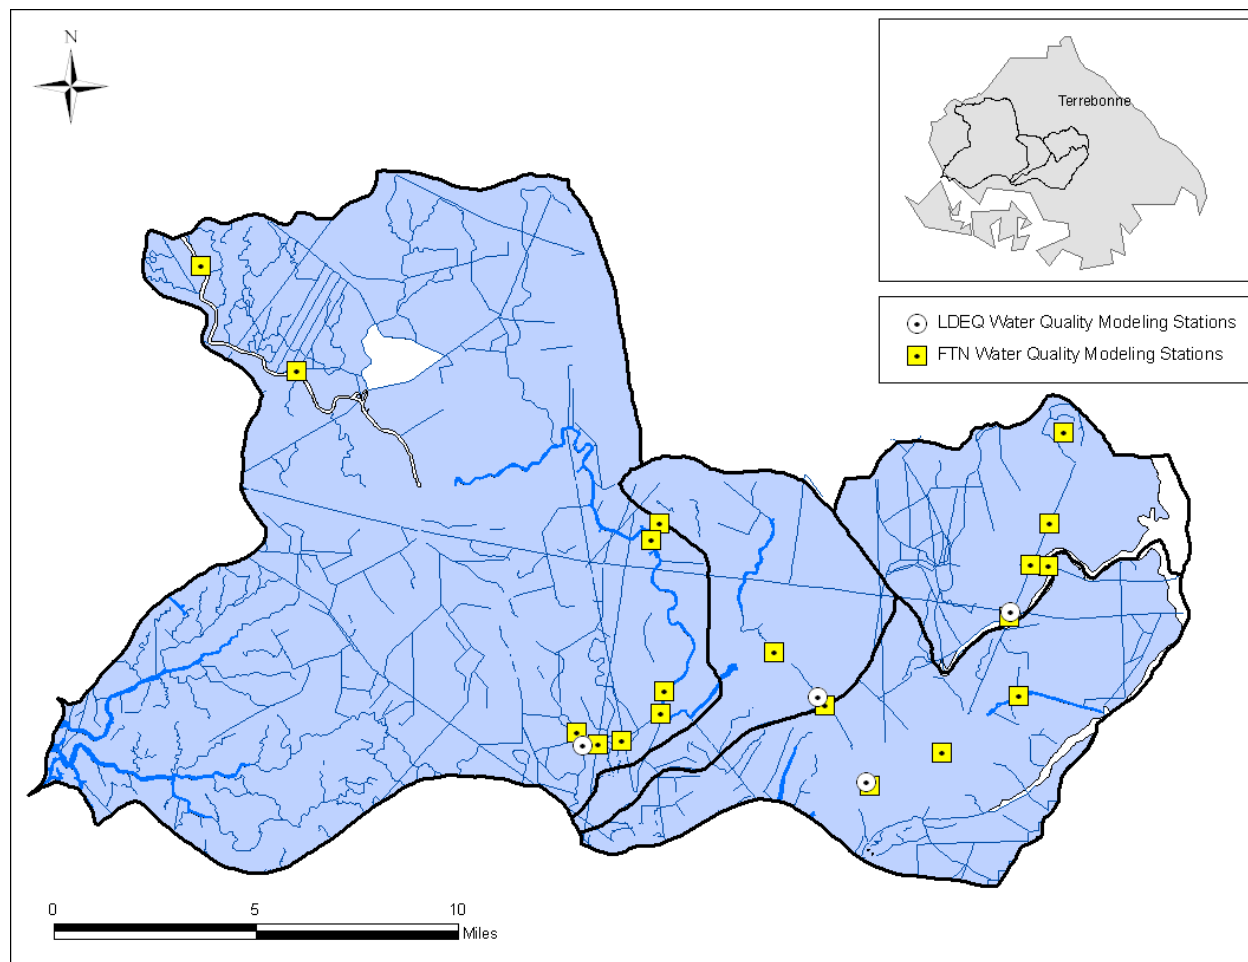 N
Terrebonne
LDEQ Water Quality Modeling Stations
FTN Water Quality Modeling Stations
0 5 10
Miles